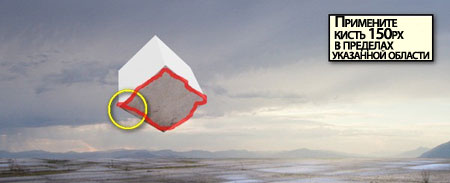 Примените
кисть 150px
в пределах
указанной области